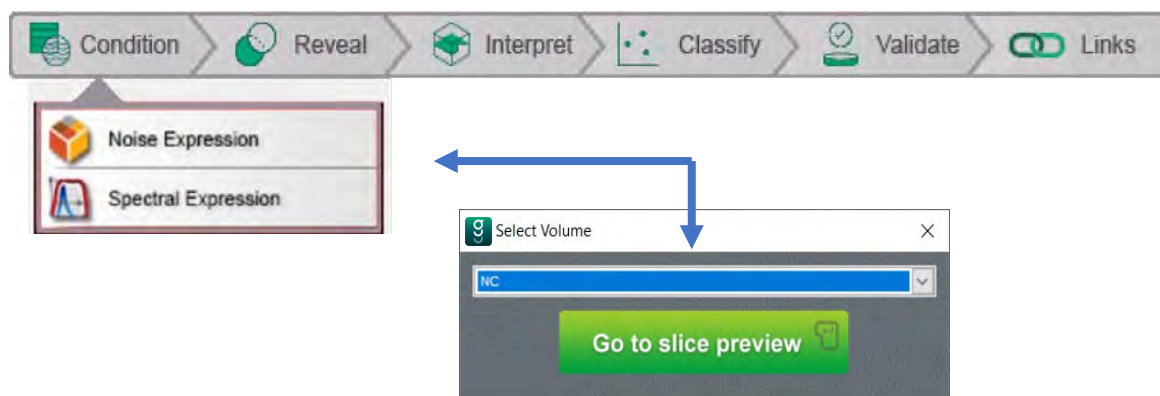 Condition Reveal Interpret Classify Validate Links
Noise Expression
Spectral Expression
g Select Volume
NC
Go to slice preview